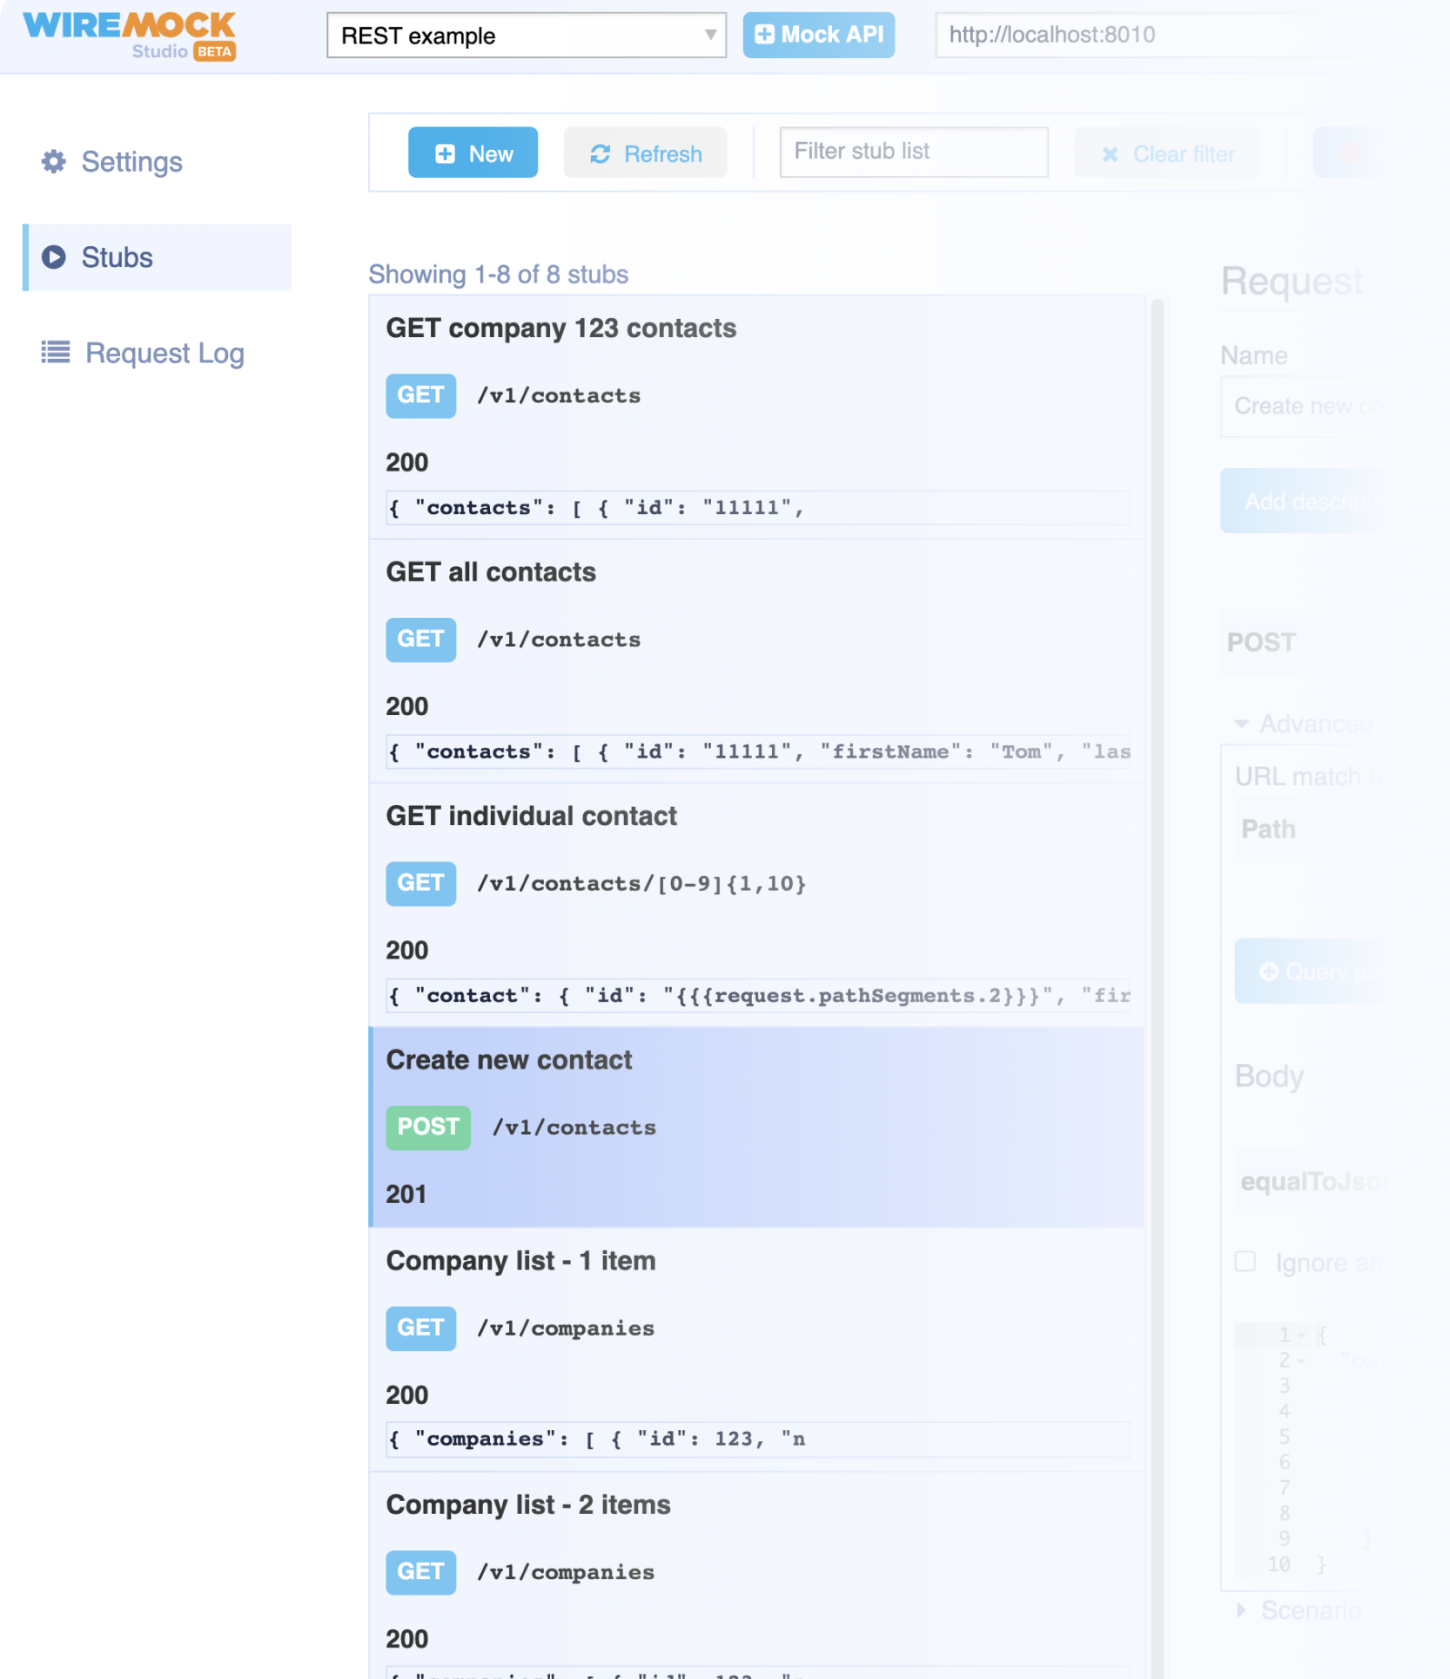 WIREMOCK
Studio BETA
REST example
Mock API
http://localhost:8010
Settings
Stubs
Request Log
New
Refresh
Filter stub list
Clear filter
Showing 1-8 of 8 stubs
GET company 123 contacts
GET /v1/contacts
200
{ "contacts": [ { "id": "11111",
GET all contacts
GET /v1/contacts
200
{ "contacts": [ { "id": "11111", "firstName": "Tom", "las
GET individual contact
GET /v1/contacts/[0-9]{1,10}
200
{ "contact": { "id": "{{{request.pathSegments.2}}}", "fir
Create new contact
POST /v1/contacts
201
Company list - 1 item
GET /v1/companies
200
{ "companies": [ { "id": 123, "n
Company list - 2 items
GET /v1/companies
200
{ "companies": [ { "id": 123, "n
Request
Name
Create new co
Add descrip
POST
Advanced
URL match ty
Path
Query pa
Body
equalToJso
Ignore arr
1 {
2 "con
3
4
5
6
7
8
9 }
10 }
Scenario